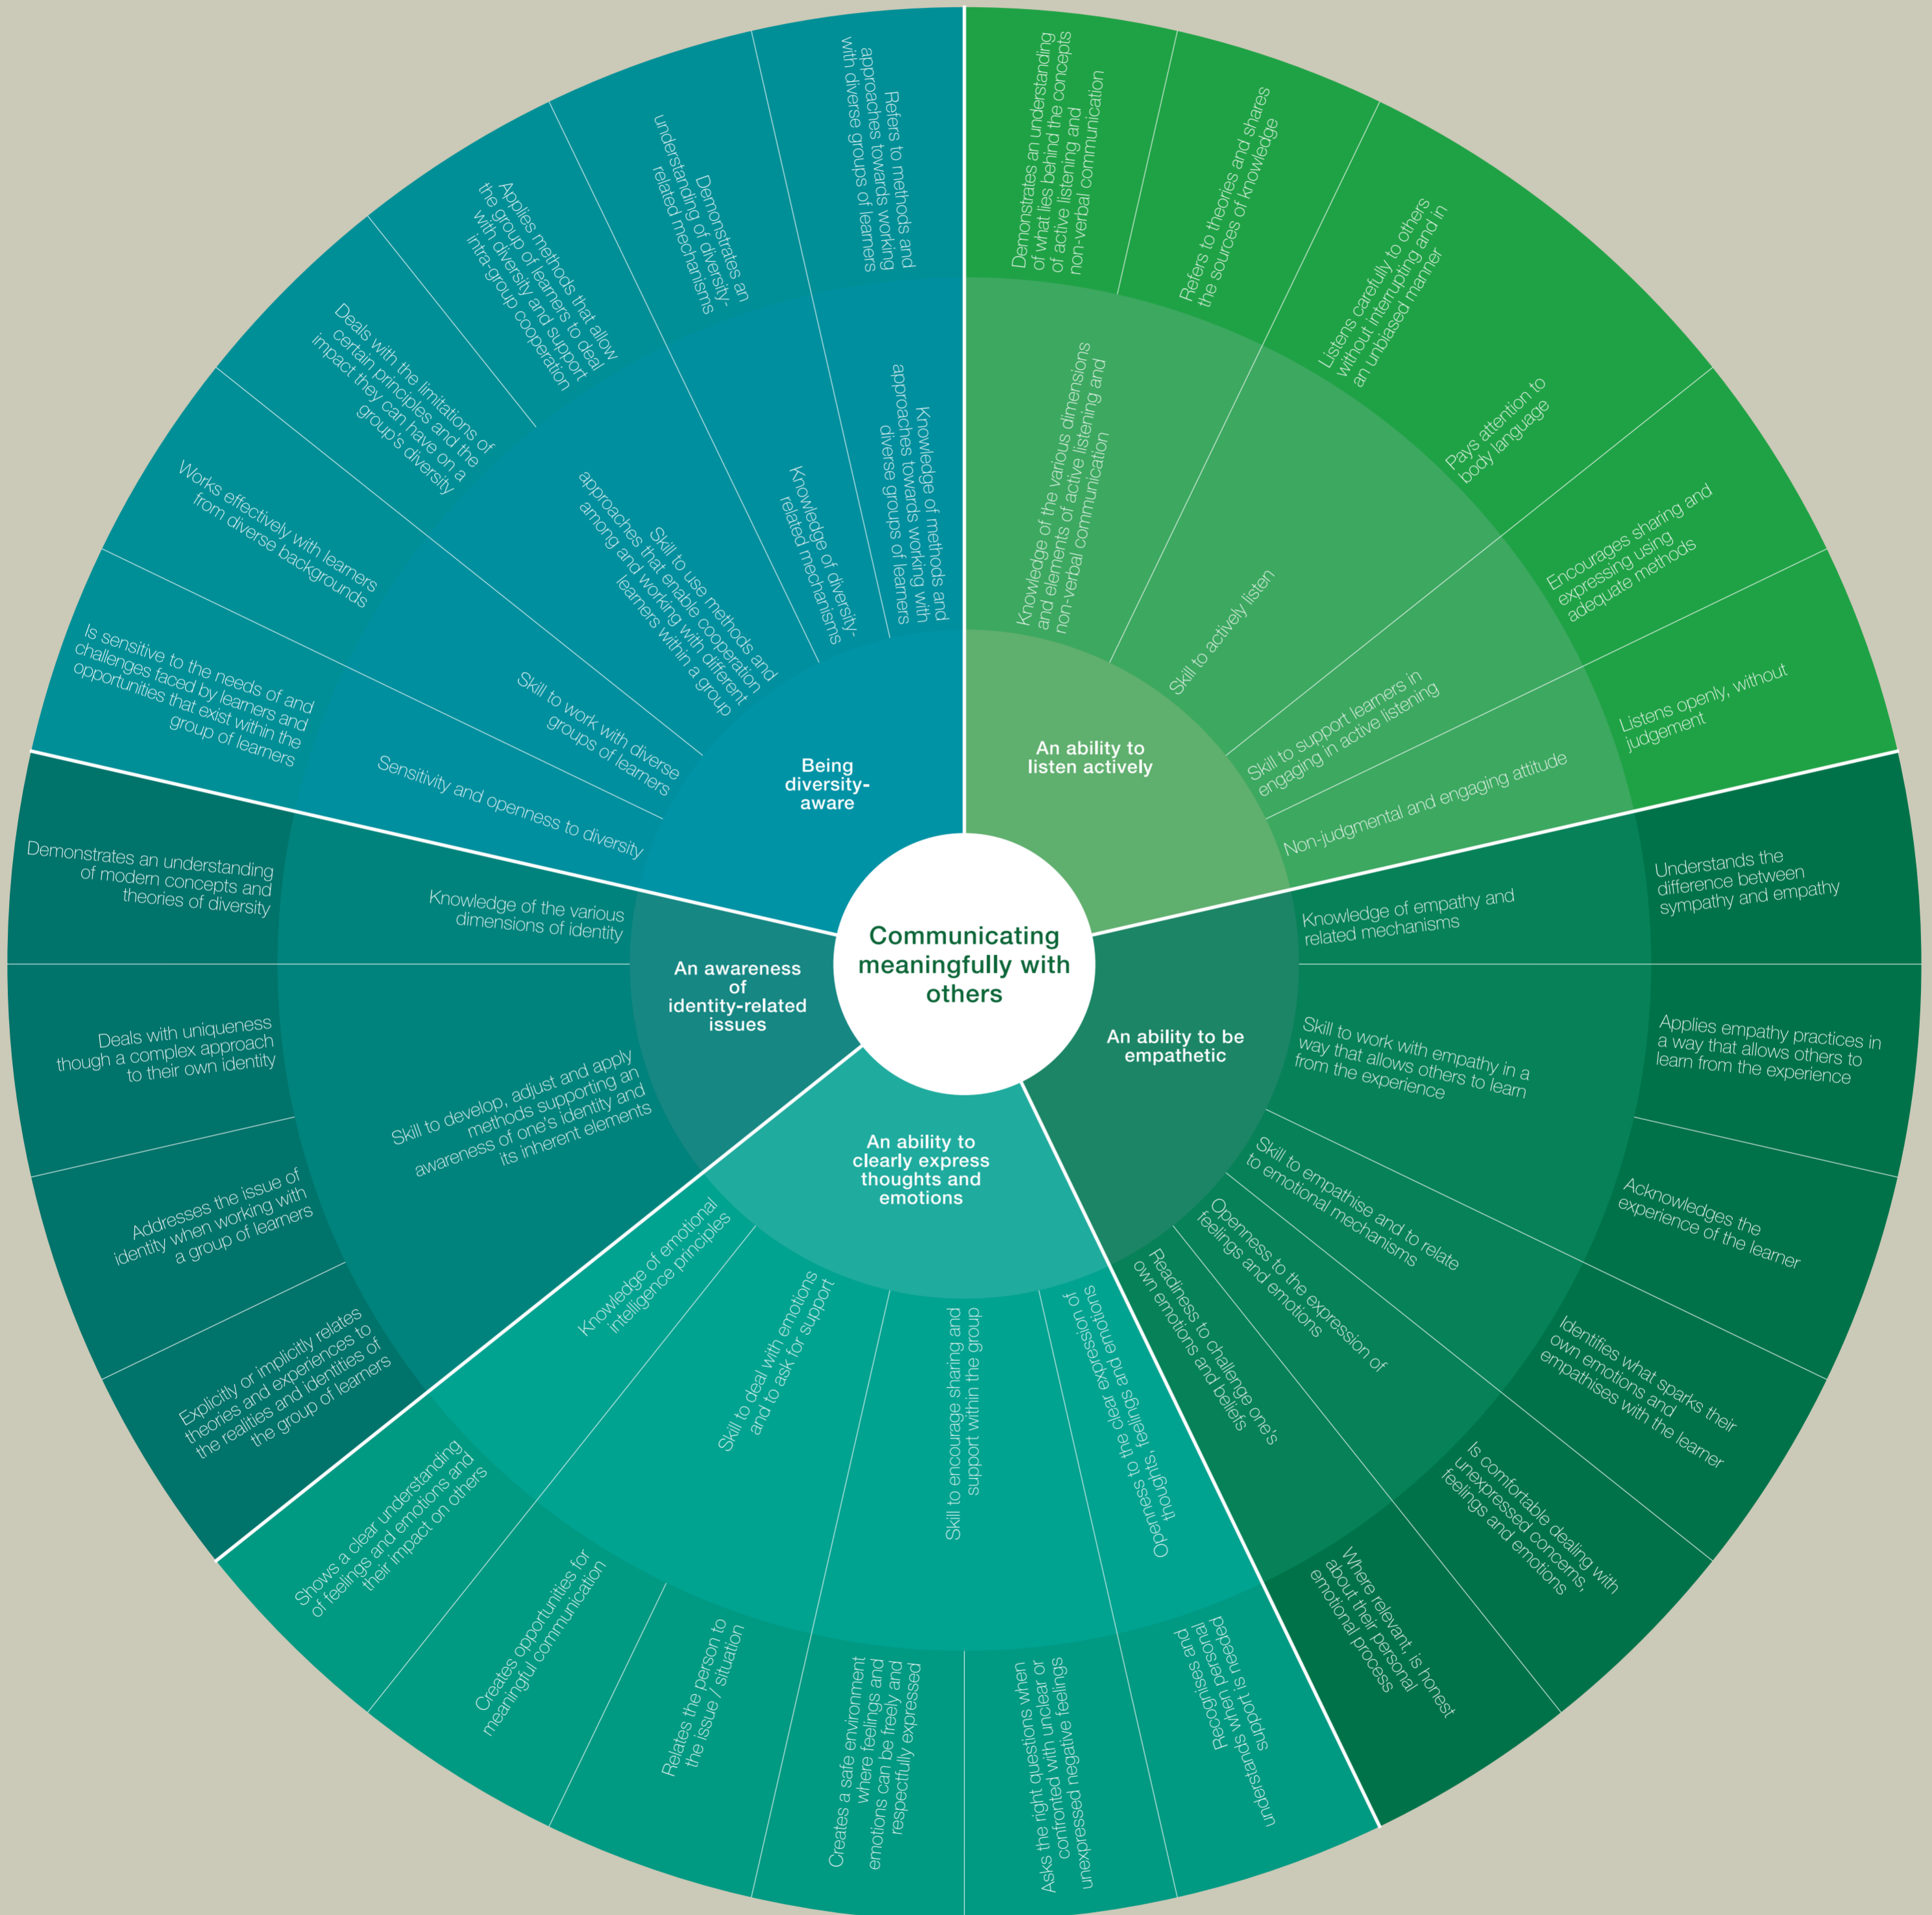 Communicating
meaningfully with
others
An ability to
listen actively
Knowledge of the various dimensions
and elements of active listening and
non-verbal communication
Demonstrates an understanding
of what lies behind the concepts
of active listening and
non-verbal communication
Refers to theories and shares
the sources of knowledge
Skill to actively listen
Listens carefully to others
without interrupting and in
an unbiased manner
Pays attention to
body language
Skill to support learners in
engaging in active listening
Encourages sharing and
expressing using
adequate methods
Non-judgmental and engaging attitude
Listens openly, without
judgement
An ability to be
empathetic
Knowledge of empathy and
related mechanisms
Understands the
difference between
sympathy and empathy
Skill to work with empathy in a
way that allows others to learn
from the experience
Applies empathy practices in
a way that allows others to
learn from the experience
Acknowledges the
experience of the learner
Skill to empathise and to relate
to emotional mechanisms
Identifies what sparks their
own emotions and
empathises with the learner
Openness to the expression of
feelings and emotions
Is comfortable dealing with
unexpressed concerns,
feelings and emotions
Readiness to challenge one's
own emotions and beliefs
Where relevant, is honest
about their personal
emotional process
An ability to
clearly express
thoughts and
emotions
Openness to the clear expression of
thoughts, feelings and emotions
Recognises and
understands when personal
support is needed
Skill to encourage sharing and
support within the group
Asks the right questions when
confronted with unclear or
unexpressed negative feelings
Creates a safe environment
where feelings and
emotions can be freely and
respectfully expressed
Skill to deal with emotions
and to ask for support
Relates the person to
the issue / situation
Creates opportunities for
meaningful communication
Knowledge of emotional
intelligence principles
Shows a clear understanding
of feelings and emotions and
their impact on others
An awareness
of
identity-related
issues
Skill to develop, adjust and apply
methods supporting an
awareness of one's identity and
its inherent elements
Explicitly or implicitly relates
theories and experiences to
the realities and identities of
the group of learners
Addresses the issue of
identity when working with
a group of learners
Deals with uniqueness
though a complex approach
to their own identity
Knowledge of the various
dimensions of identity
Demonstrates an understanding
of modern concepts and
theories of diversity
Being
diversity-
aware
Sensitivity and openness to diversity
Is sensitive to the needs of and
challenges faced by learners and
opportunities that exist within the
group of learners
Skill to work with diverse
groups of learners
Works effectively with learners
from diverse backgrounds
Skill to use methods and
approaches that enable cooperation
among and working with different
learners within a group
Deals with the limitations of
certain principles and the
impact they can have on a
group's diversity
Applies methods that allow
the group of learners to deal
with diversity and support
intra-group cooperation
Knowledge of diversity-
related mechanisms
Demonstrates an
understanding of diversity-
related mechanisms
Knowledge of methods and
approaches towards working with
diverse groups of learners
Refers to methods and
approaches towards working
with diverse groups of learners